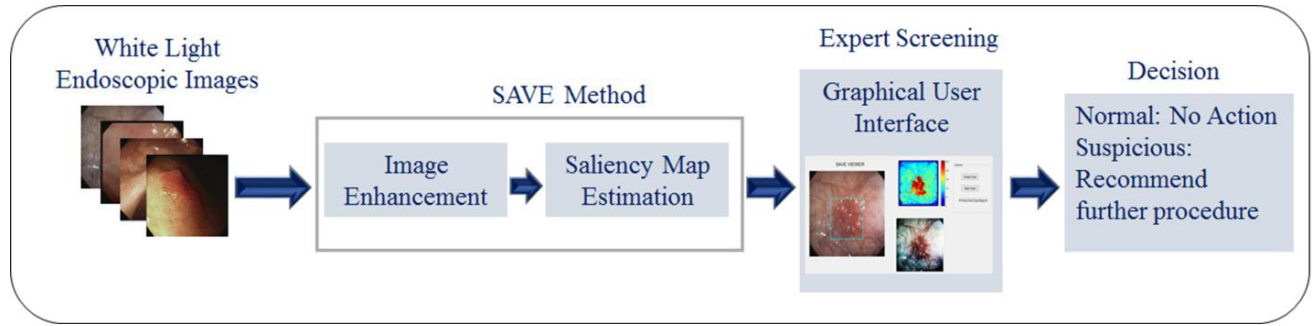 White Light
Endoscopic Images
SAVE Method
Image
Enhancement
Saliency Map
Estimation
Expert Screening
Graphical User
Interface
SAVE VIEWER
Decision
Normal: No Action
Suspicious:
Recommend
further procedure